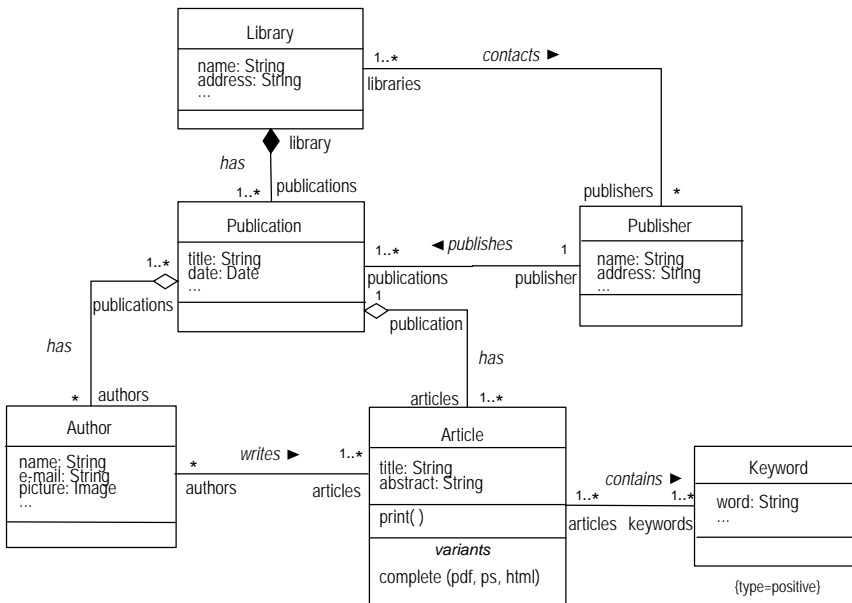 Library
name: String
address: String
...
1..*
contacts ►
libraries
library
has
1..*
publications
publishers
*
Publication
title: String
date: Date
...
1..*
◄ publishes
1
publications
publisher
Publisher
name: String
address: String
...
1..*
publications
1
publication
has
has
*
authors
articles
1..*
Author
name: String
e-mail: String
picture: Image
...
*
writes ►
1..*
authors
articles
Article
title: String
abstract: String
print( )
variants
complete (pdf, ps, html)
contains ►
1..*
1..*
articles
keywords
Keyword
word: String
...
{type=positive}